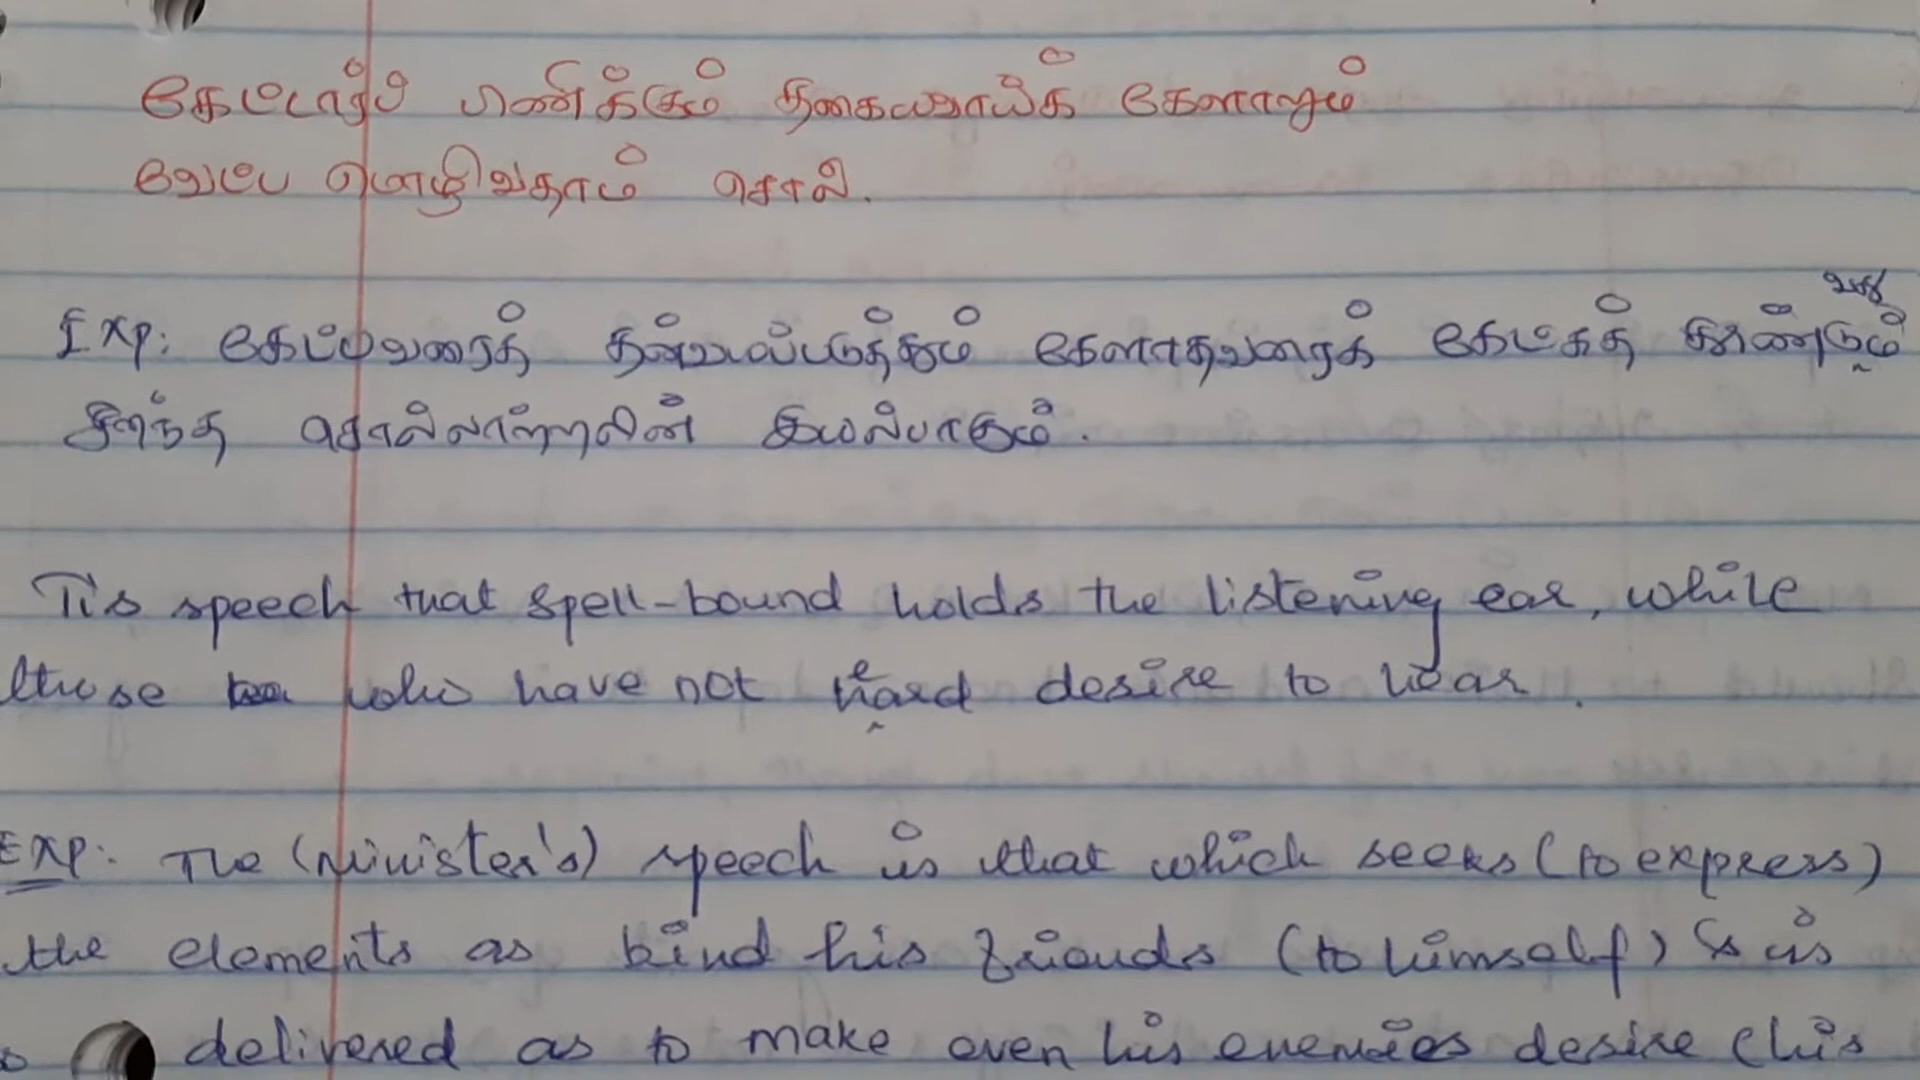 கேட்டார்ப் பிணிக்கும் தகையவாய்க் கேளாரும்
வேட்ப மொழிவதாம் சொல்.
Exp: கேட்பவரைத் தன்வயப்படுத்தும் கேளாதவரைக் கேட்கத்
சிறந்த சொல்லாற்றலின் இயல்பாகும்.
Tis speech that spell-bound holds the listening ear, while
those who have not heard desire to hear.
Exp: The (Minister's) speech is that which seeks (to express)
the elements as bind his friends (to himself) & is
so delivered as to make even his enemies desire (his